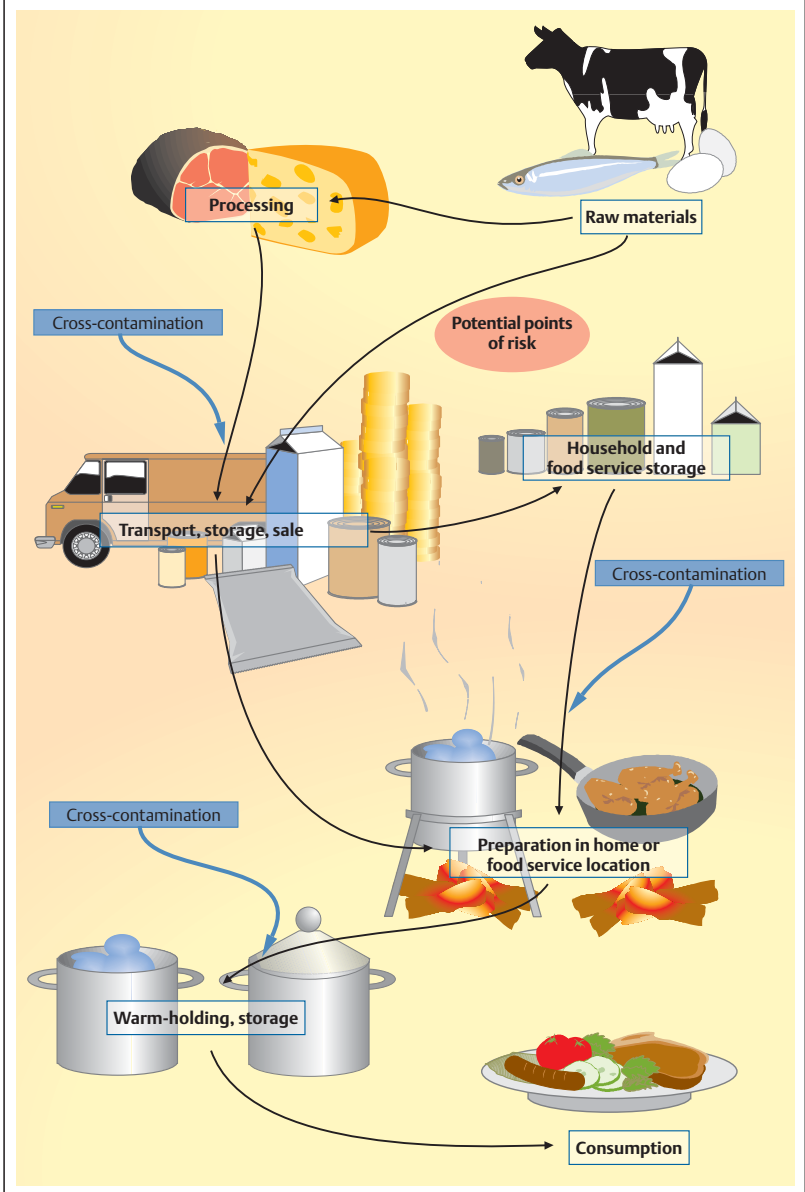 Processing
Raw materials
Cross-contamination
Potential points
of risk
Household and
food service storage
Transport, storage, sale
Cross-contamination
Cross-contamination
Preparation in home or
food service location
Warm-holding, storage
Consumption